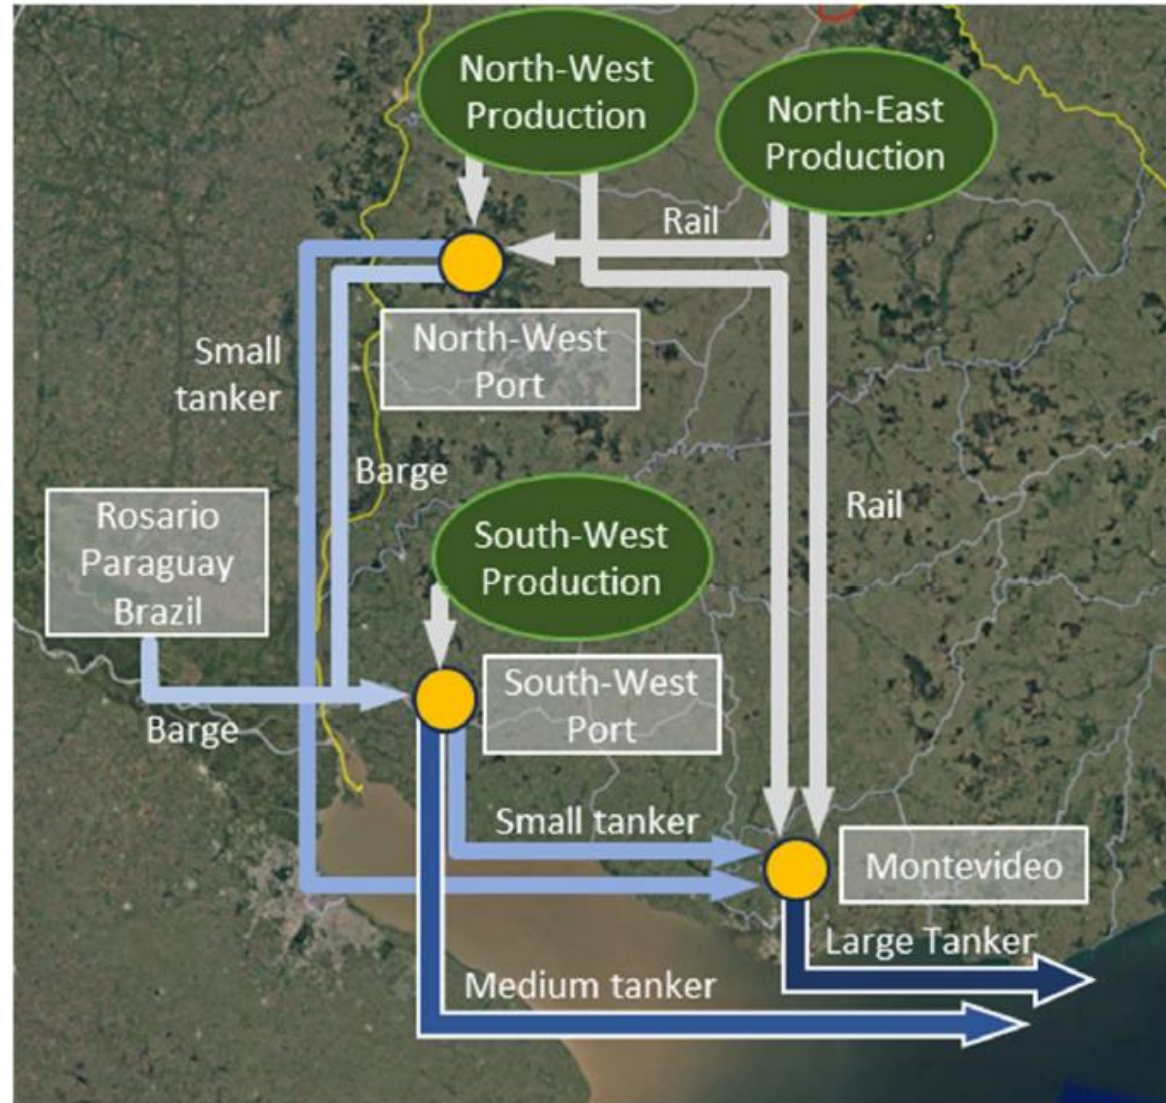 North-West
Production
North-East
Production
Rail
North-West
Port
Small
tanker
Barge
Rosario
Paraguay
Brazil
South-West
Production
Rail
Barge
South-West
Port
Small tanker
Montevideo
Large Tanker
Medium tanker